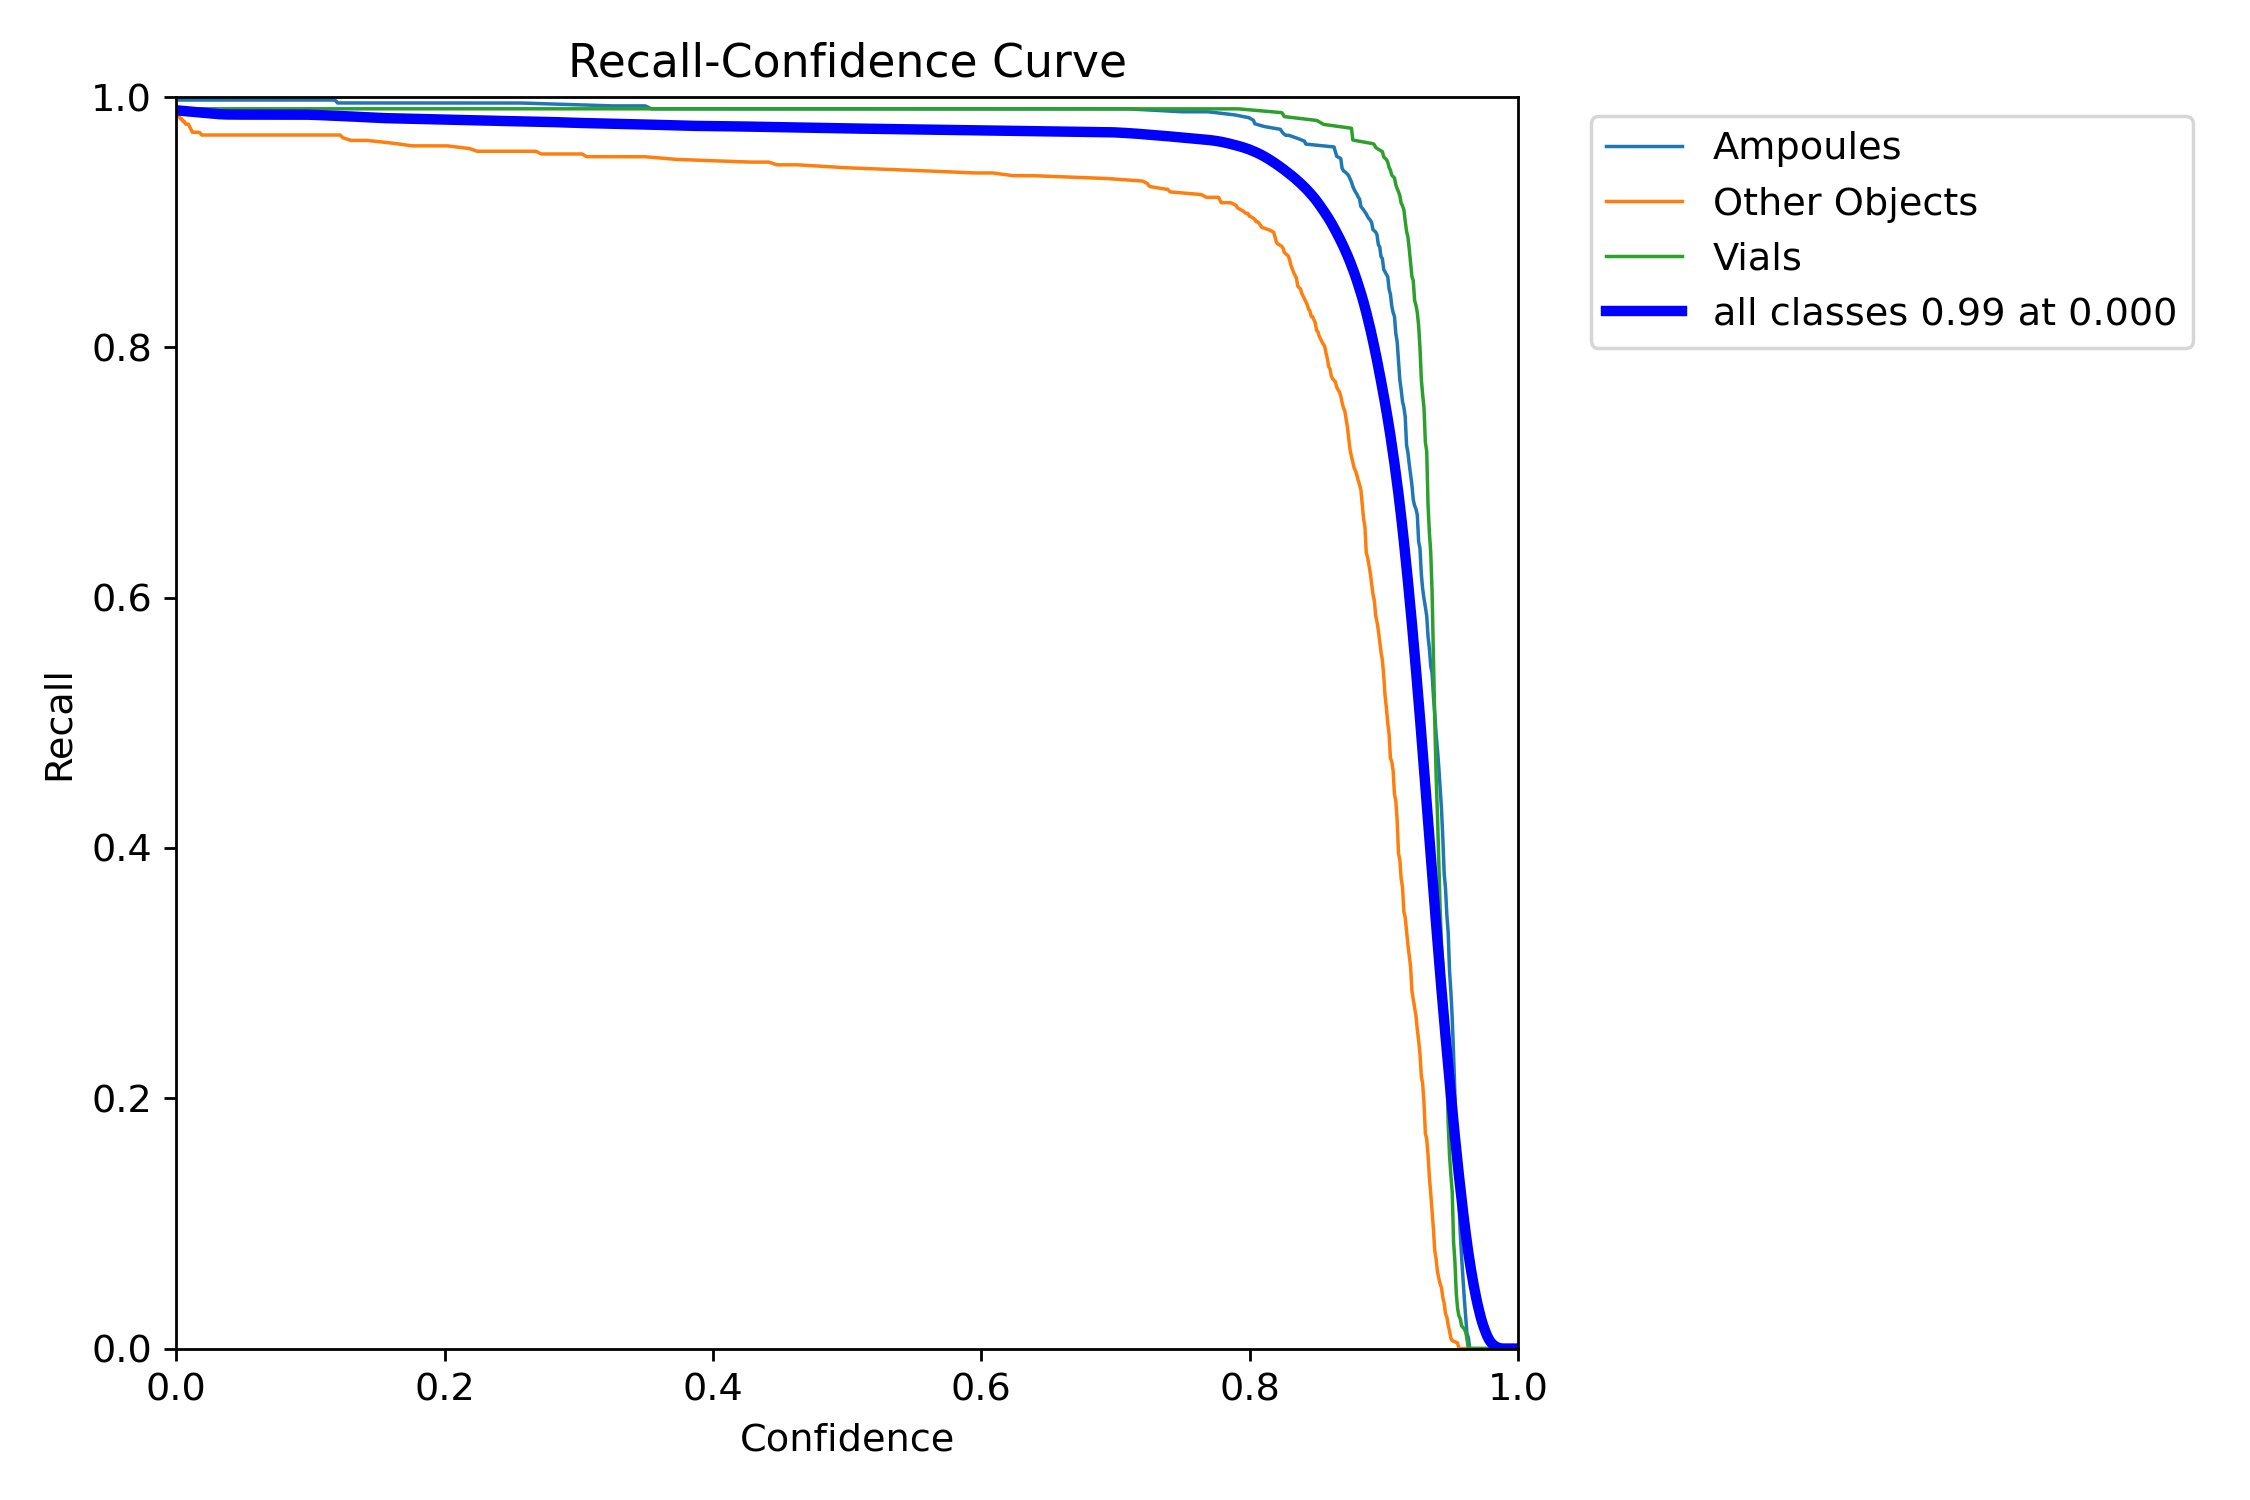 Recall-Confidence Curve
1.0
0.8
0.6
0.4
0.2
0.0
Recall
0.0 0.2 0.4 0.6 0.8 1.0
Confidence
Ampoules
Other Objects
Vials
all classes 0.99 at 0.000